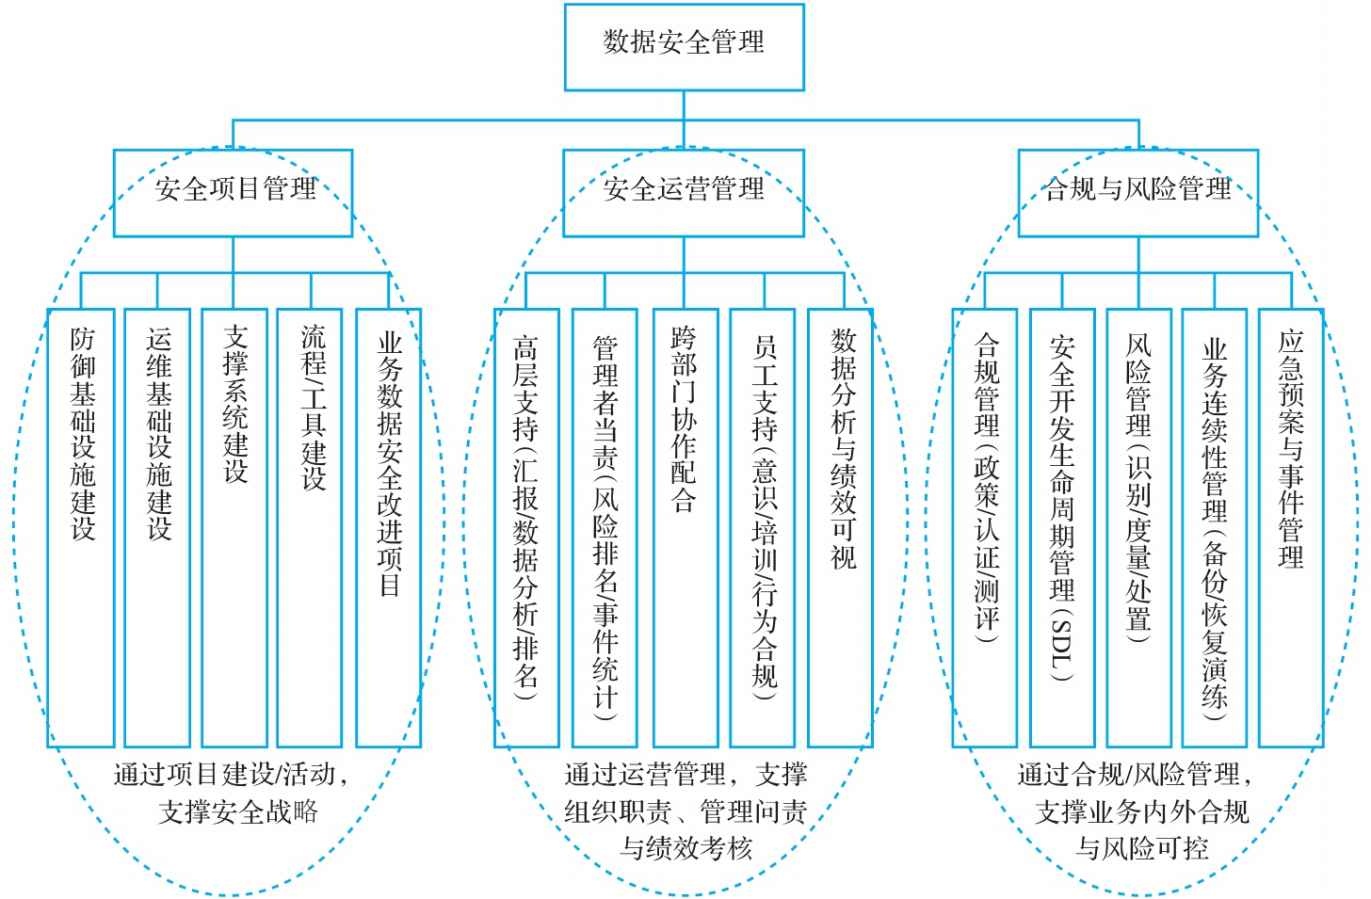 数据安全管理
安全项目管理
安全运营管理
合规与风险管理
防御基础设施建设
运维基础设施建设
支撑系统建设
流程/工具建设
业务数据安全改进项目
高层支持(汇报/数据分析/排名)
管理者当责(风险排名/事件统计)
跨部门协作配合
员工支持(意识/培训/行为合规)
数据分析与绩效可视
合规管理(政策/认证/测评)
安全开发生命周期管理(SDL)
风险管理(识别/度量/处置)
业务连续性管理(备份/恢复演练)
应急预案与事件管理
通过项目建设/活动，
支撑安全战略
通过运营管理，支撑
组织职责、管理问责
与绩效考核
通过合规/风险管理，
支撑业务内外合规
与风险可控